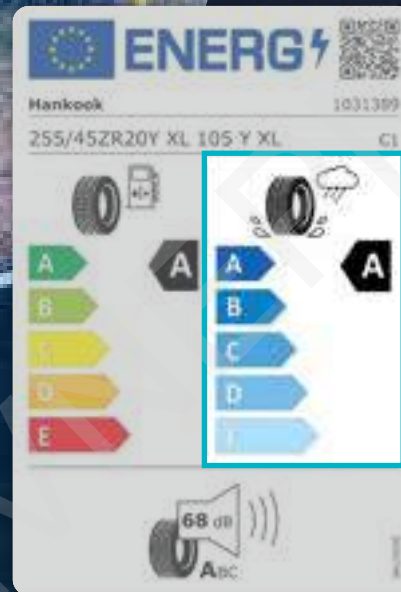 ENERG
Hankook 1031389
255/45ZR20Y XL 105 Y XL C1
A A
B
C
D
E
A A
B
C
D
68 dB
ABC